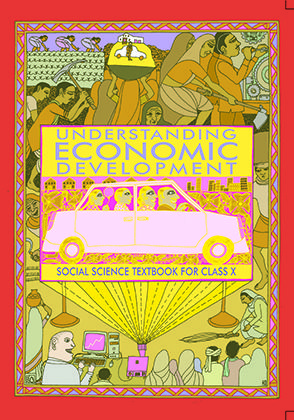 UNDERSTANDING
ECONOMIC
DEVELOPMENT
SOCIAL SCIENCE TEXTBOOK FOR CLASS X